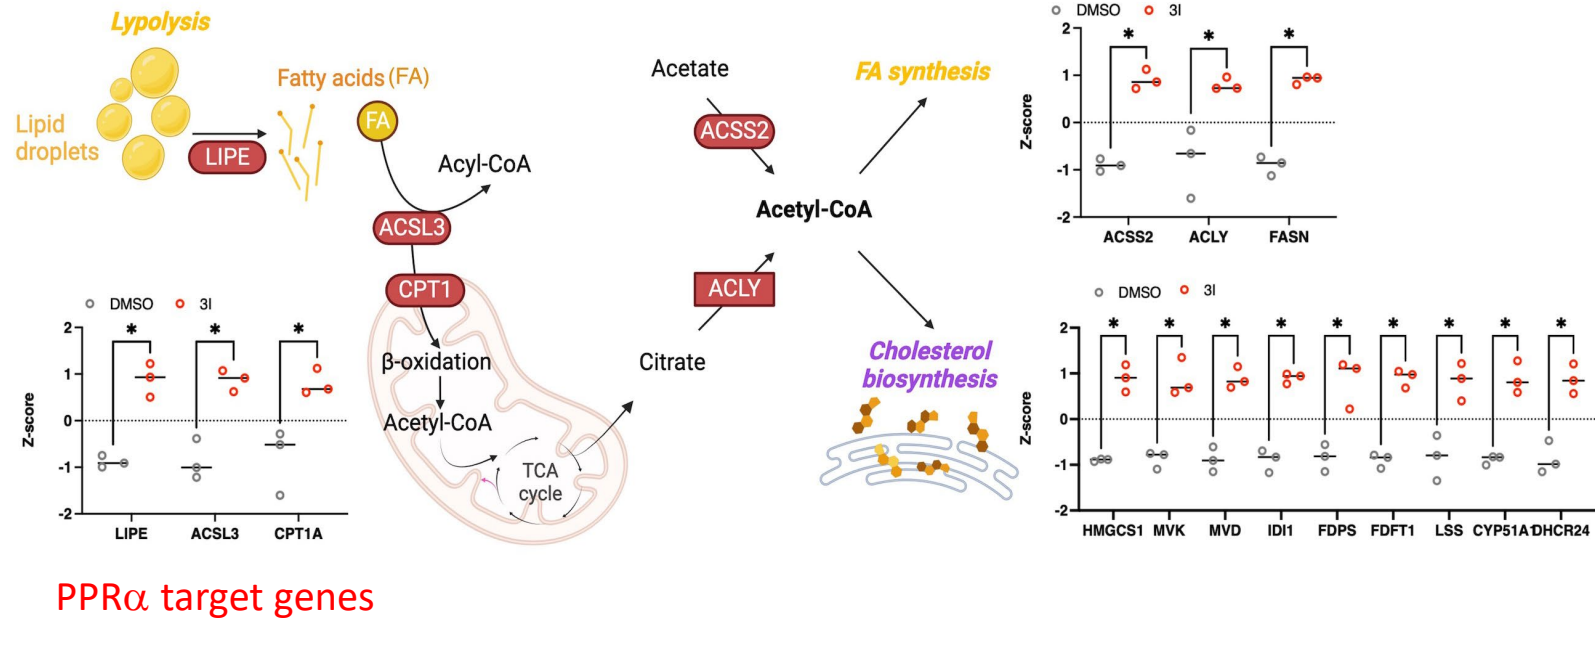 Lypolysis
Lipid
droplets
LIPE
Fatty acids (FA)
FA
Acyl-CoA
ACSL3
CPT1
β-oxidation
Acetyl-CoA
TCA
cycle
Citrate
Acetate
ACSS2
Acetyl-CoA
ACLY
FA synthesis
Cholesterol
biosynthesis
DMSO 3I
2
1
0
-1
-2
Z-score
* * *
ACSS2 ACLY FASN
DMSO 3I
2
1
0
-1
-2
Z-score
* * *
LIPE ACSL3 CPT1A
DMSO 3I
2
1
0
-1
-2
Z-score
* * * * * * * * *
HMGCS1 MVK MVD IDI1 FDPS FDFT1 LSS CYP51A1 DHCR24
PPRα target genes